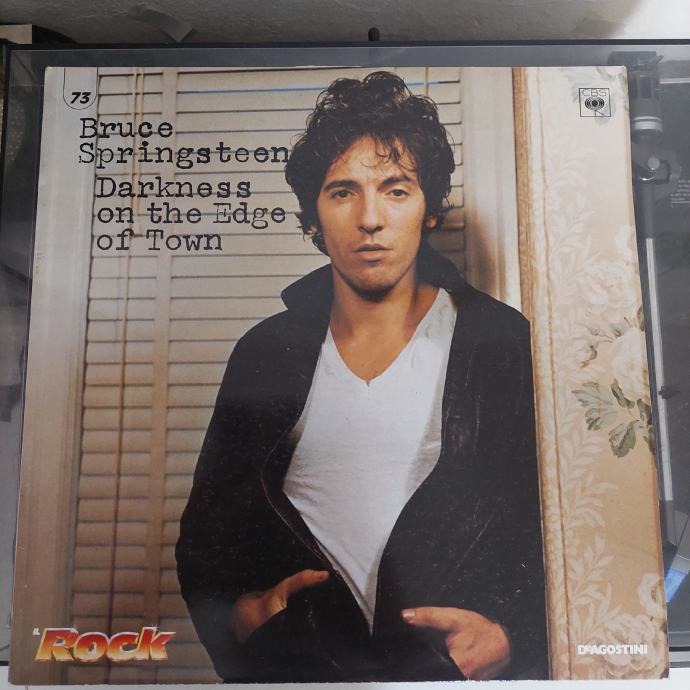 73
CBS
Bruce
Springsteen
Darkness
on the Edge
of Town
IL
Rock
DeAGOSTINI